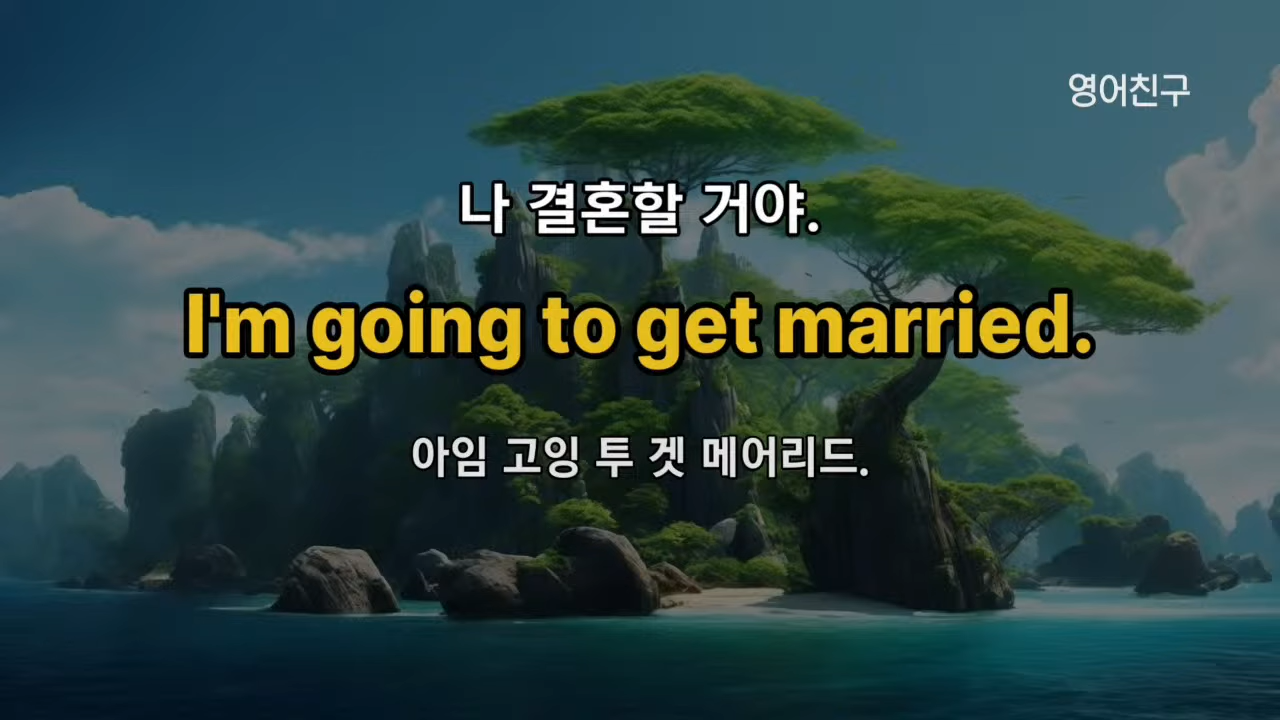 영어친구
나 결혼할 거야.
I'm going to get married.
아임 고잉 투 겟 메어리드.